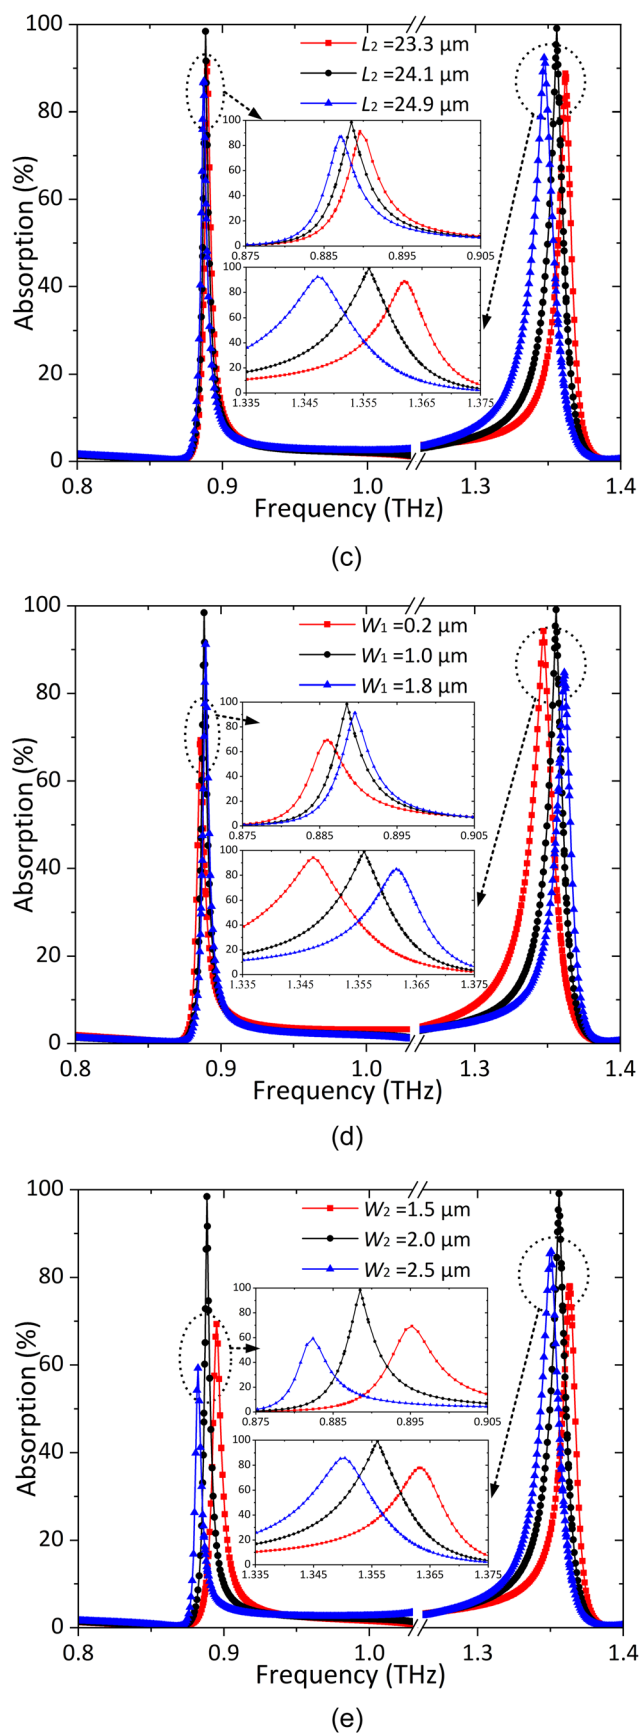 100
80
60
40
20
0
Absorption (%)
L2 =23.3 μm
L2 =24.1 μm
L2 =24.9 μm
100
80
60
40
20
0
0.875 0.885 0.895 0.905
100
80
60
40
20
0
1.335 1.345 1.355 1.365 1.375
0.8 0.9 1.0 1.3 1.4
Frequency (THz)
(c)
100
80
60
40
20
0
Absorption (%)
W1 =0.2 μm
W1 =1.0 μm
W1 =1.8 μm
100
80
60
40
20
0
0.875 0.885 0.895 0.905
100
80
60
40
20
0
1.335 1.345 1.355 1.365 1.375
0.8 0.9 1.0 1.3 1.4
Frequency (THz)
(d)
100
80
60
40
20
0
Absorption (%)
W2 =1.5 μm
W2 =2.0 μm
W2 =2.5 μm
100
80
60
40
20
0
0.875 0.885 0.895 0.905
100
80
60
40
20
0
1.335 1.345 1.355 1.365 1.375
0.8 0.9 1.0 1.3 1.4
Frequency (THz)
(e)